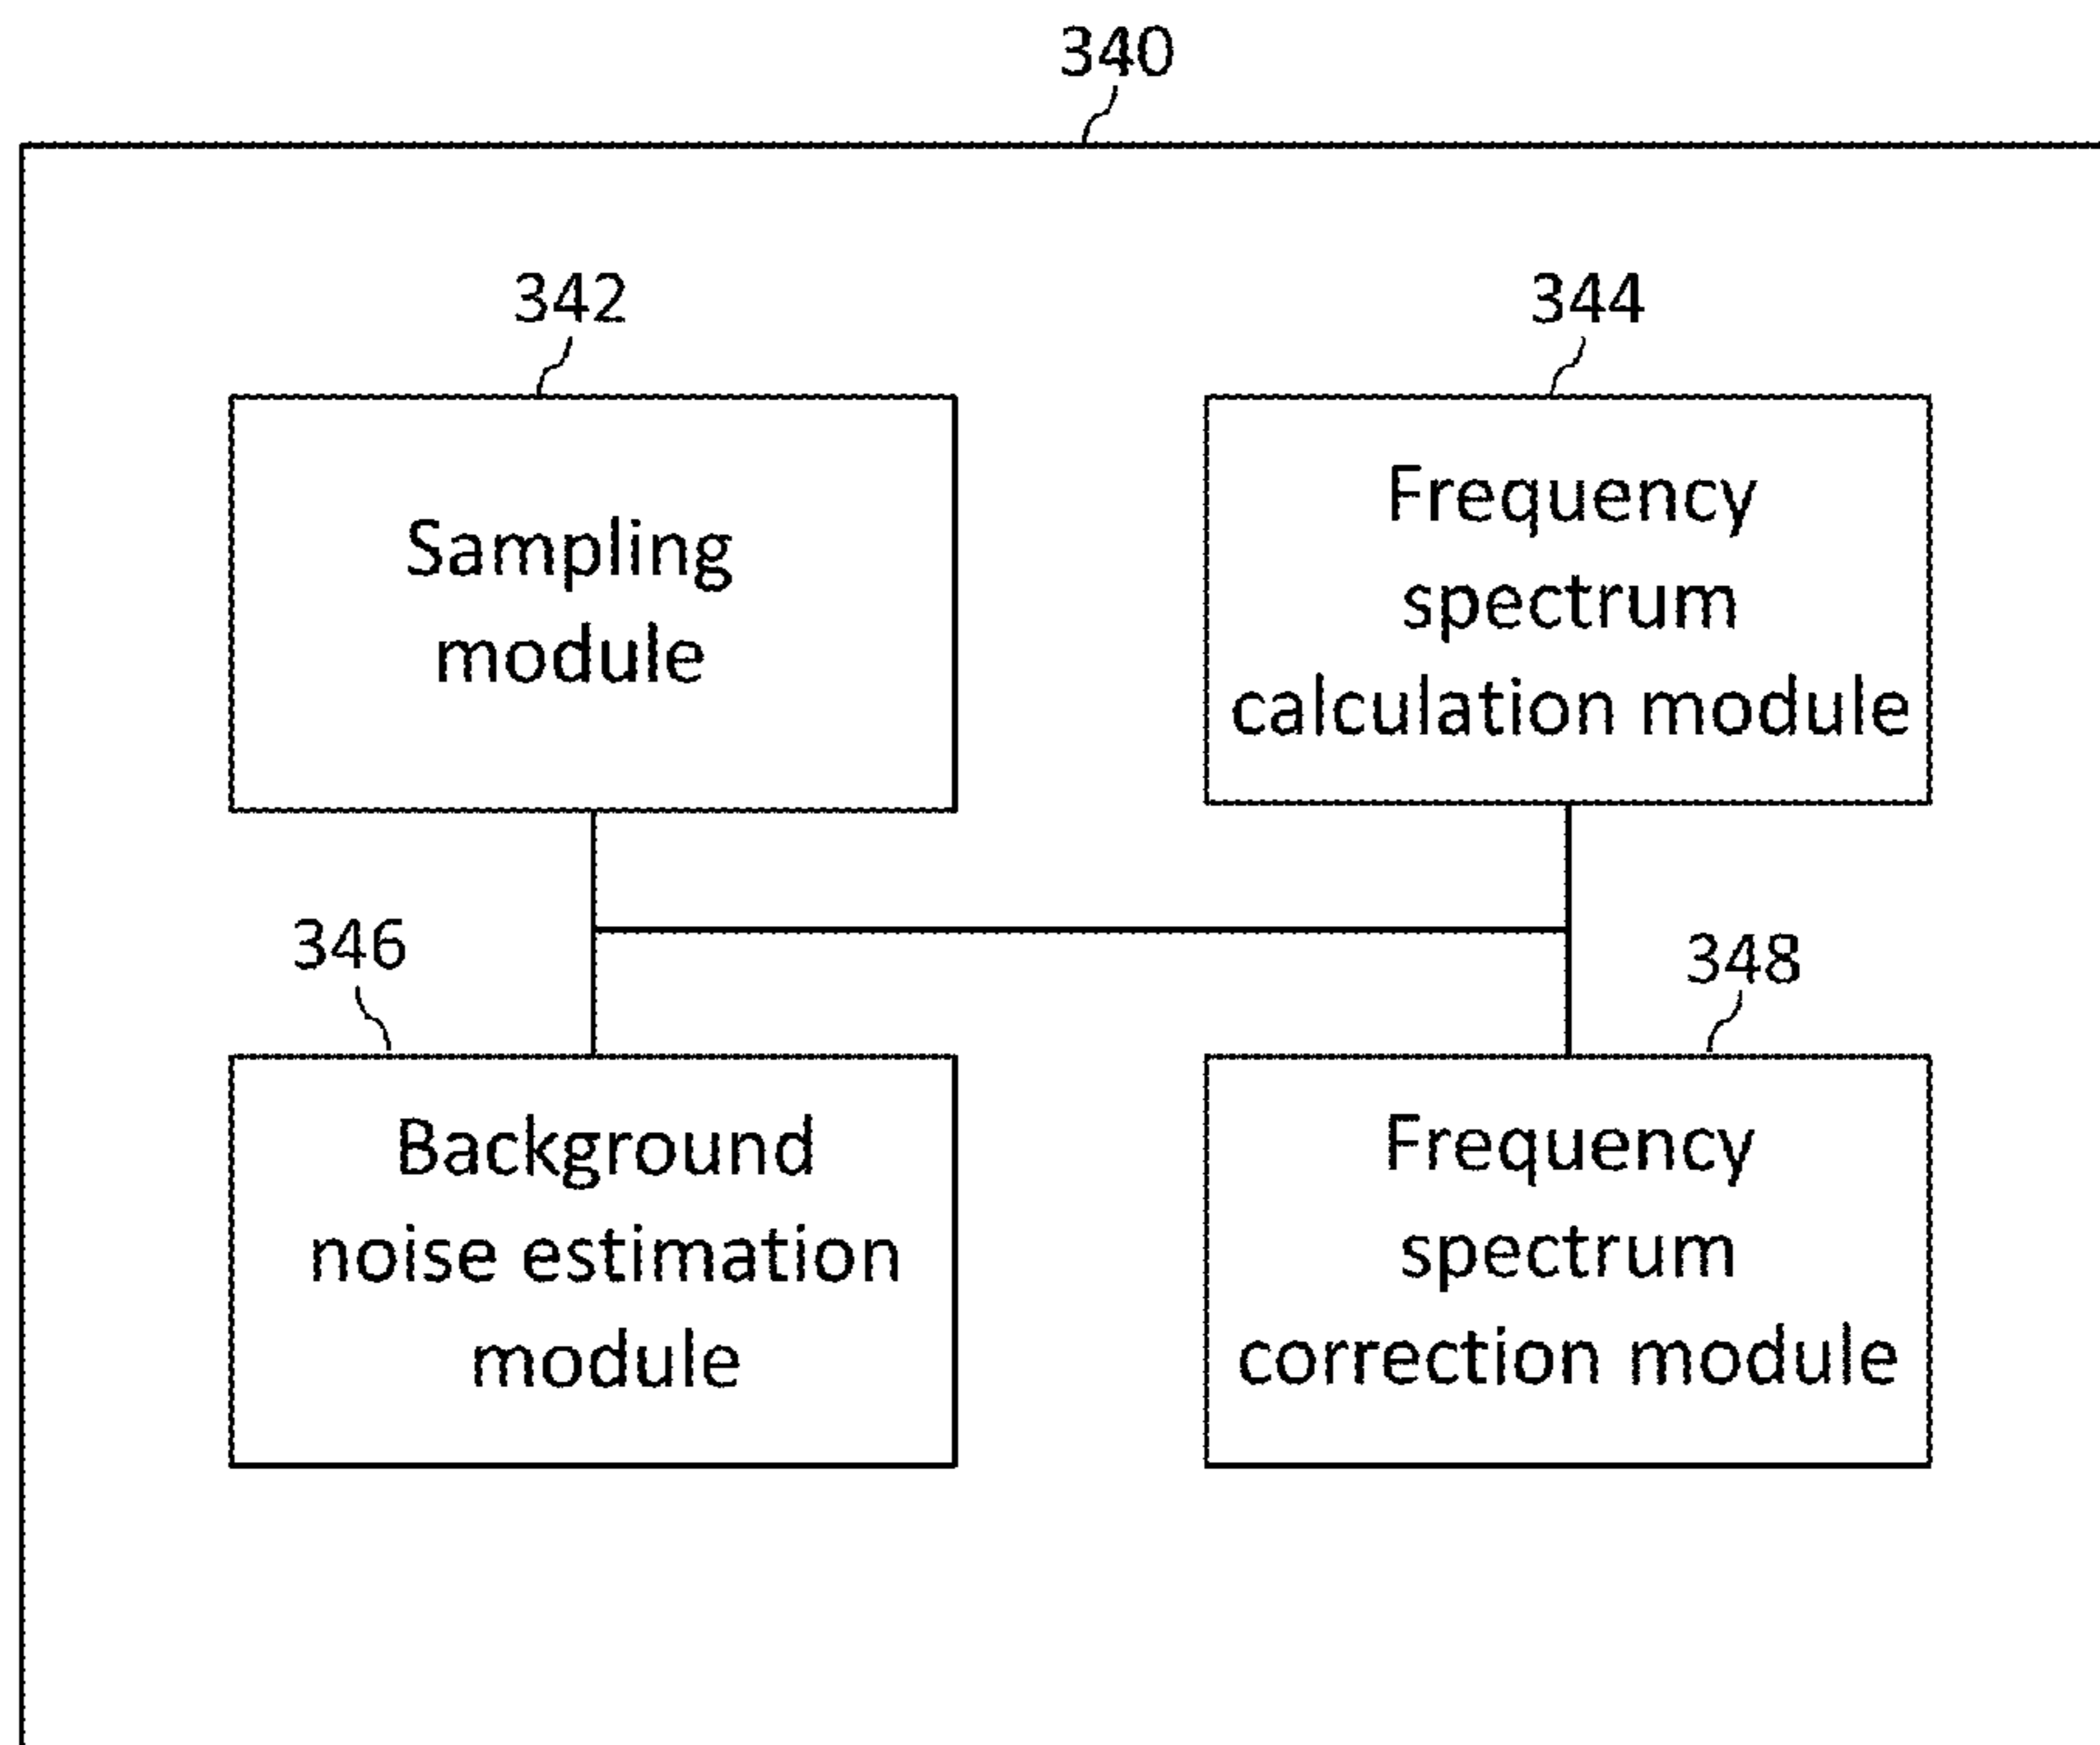 340
342
344
Sampling
module
Frequency
spectrum
calculation module
346
348
Background
noise estimation
module
Frequency
spectrum
correction module